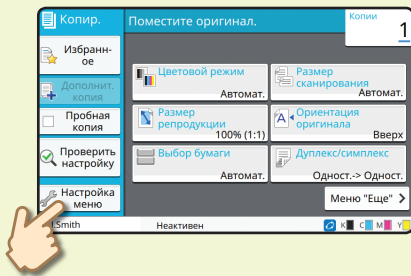 Копир.
Поместите оригинал.
Копии
1
Избранн-
ое
Дополнит.
копия
Пробная
копия
Проверить
настройку
Настройка
меню
Цветовой режим
Автомат.
Размер
сканирования
Автомат.
Размер
репродукции
100% (1:1)
Ориентация
оригинала
Вверх
Выбор бумаги
Автомат.
Дуплекс/симплекс
Одност.-> Одност.
Меню "Еще"
.Smith
Неактивен
K
C
M
Y